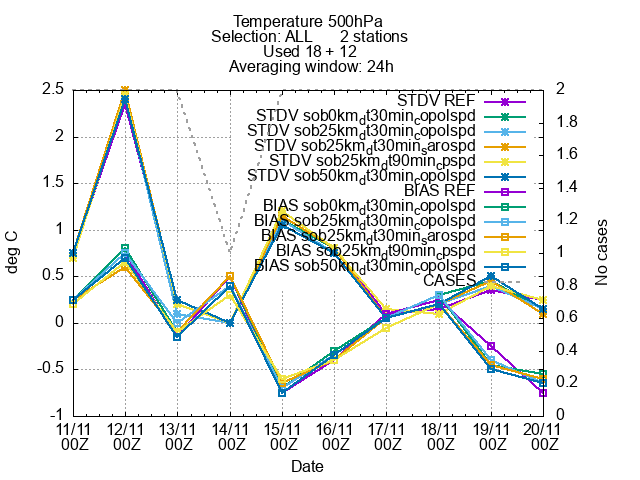 Temperature 500hPa
Selection: ALL 2 stations
Used 18 + 12
Averaging window: 24h
2.5
2
1.5
1
0.5
0
-0.5
-1
deg C
2
1.8
1.6
1.4
1.2
1
0.8
0.6
0.4
0.2
0
No cases
STDV REF
STDV sob0km_dt30min_copolspd
STDV sob25km_dt30min_copolspd
STDV sob25km_dt30min_sarospd
STDV sob25km_dt90min_cpspd
STDV sob50km_dt30min_copolspd
BIAS REF
BIAS sob0km_dt30min_copolspd
BIAS sob25km_dt30min_copolspd
BIAS sob25km_dt30min_sarospd
BIAS sob25km_dt90min_cpspd
BIAS sob50km_dt30min_copolspd
CASES
11/11 12/11 13/11 14/11 15/11 16/11 17/11 18/11 19/11 20/11
00Z 00Z 00Z 00Z 00Z 00Z 00Z 00Z 00Z 00Z
Date